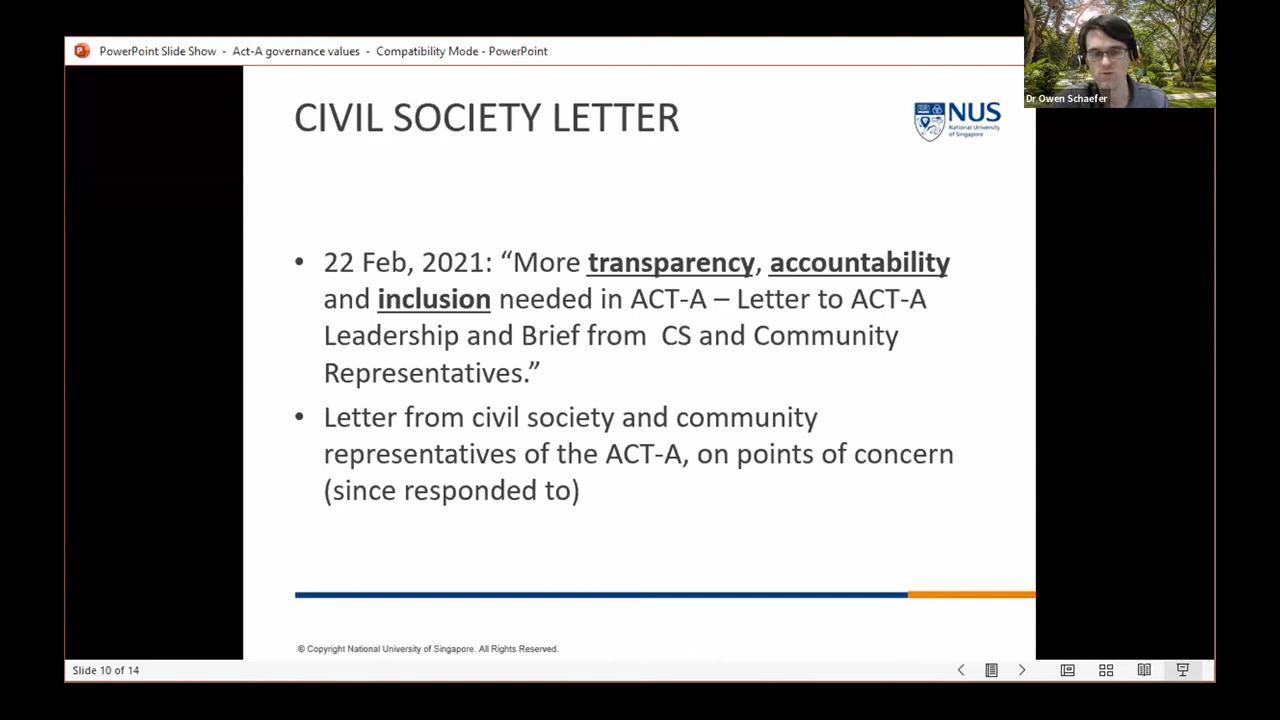 PowerPoint Slide Show - Act-A governance values - Compatibility Mode - PowerPoint
Dr Owen Schaefer
CIVIL SOCIETY LETTER
NUS
National University
of Singapore
• 22 Feb, 2021: “More transparency, accountability
and inclusion needed in ACT-A – Letter to ACT-A
Leadership and Brief from CS and Community
Representatives.”
• Letter from civil society and community
representatives of the ACT-A, on points of concern
(since responded to)
© Copyright National University of Singapore. All Rights Reserved.
Slide 10 of 14